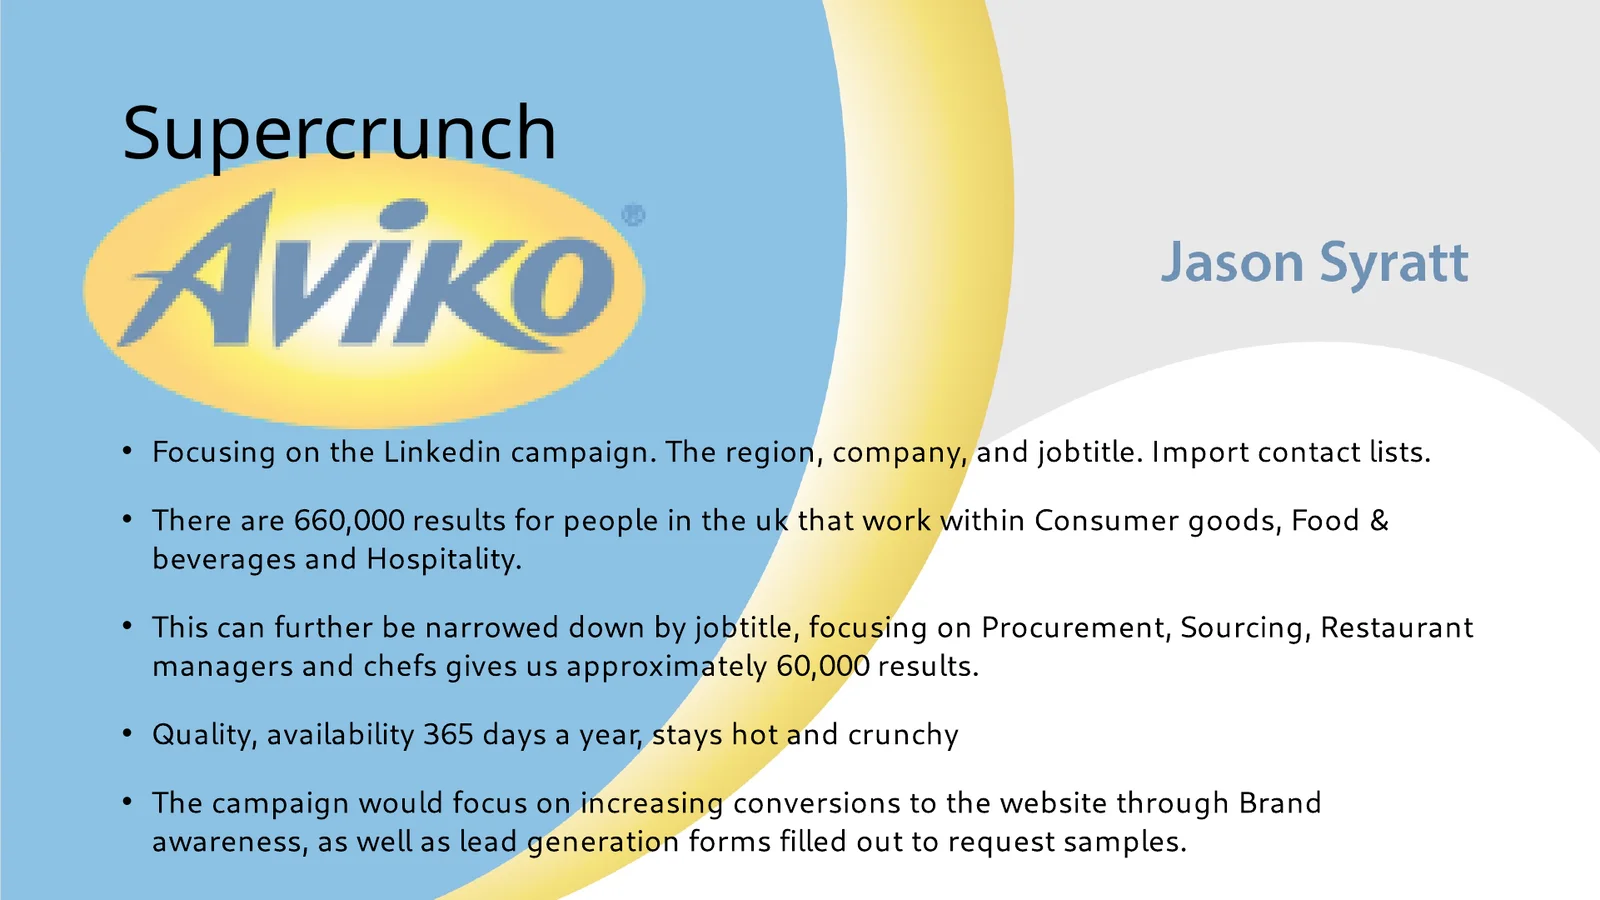 Supercrunch
Aviko®
Jason Syratt
• Focusing on the Linkedin campaign. The region, company, and jobtitle. Import contact lists.
• There are 660,000 results for people in the uk that work within Consumer goods, Food &
beverages and Hospitality.
• This can further be narrowed down by jobtitle, focusing on Procurement, Sourcing, Restaurant
managers and chefs gives us approximately 60,000 results.
• Quality, availability 365 days a year, stays hot and crunchy
• The campaign would focus on increasing conversions to the website through Brand
awareness, as well as lead generation forms filled out to request samples.